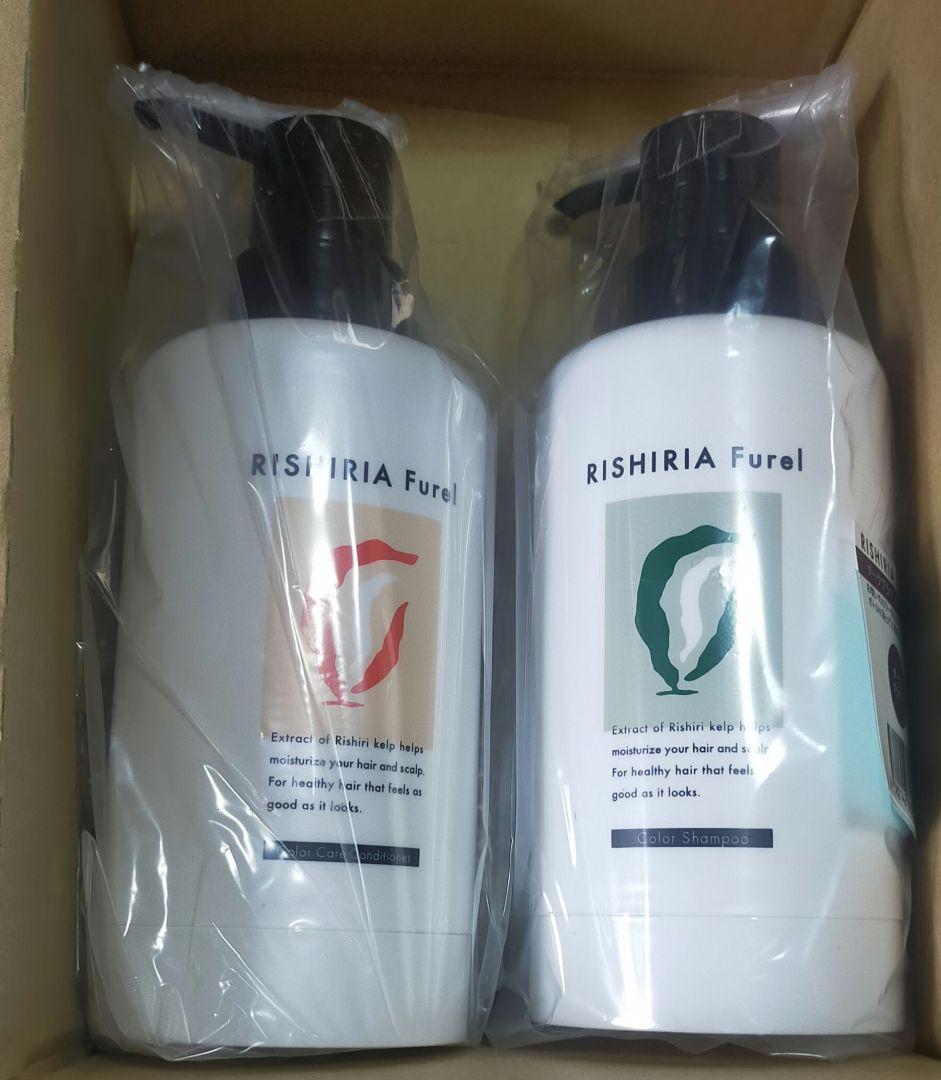 RISHIRIA Furel
Extract of Rishiri kelp helps
moisturize your hair and scalp.
For healthy hair that feels as
good as it looks.
Color Care Conditioner
RISHIRIA Furel
Extract of Rishiri kelp helps
moisturize your hair and scalp
For healthy hair that feels
good as it looks.
Color Shampoo
RISHIRIA